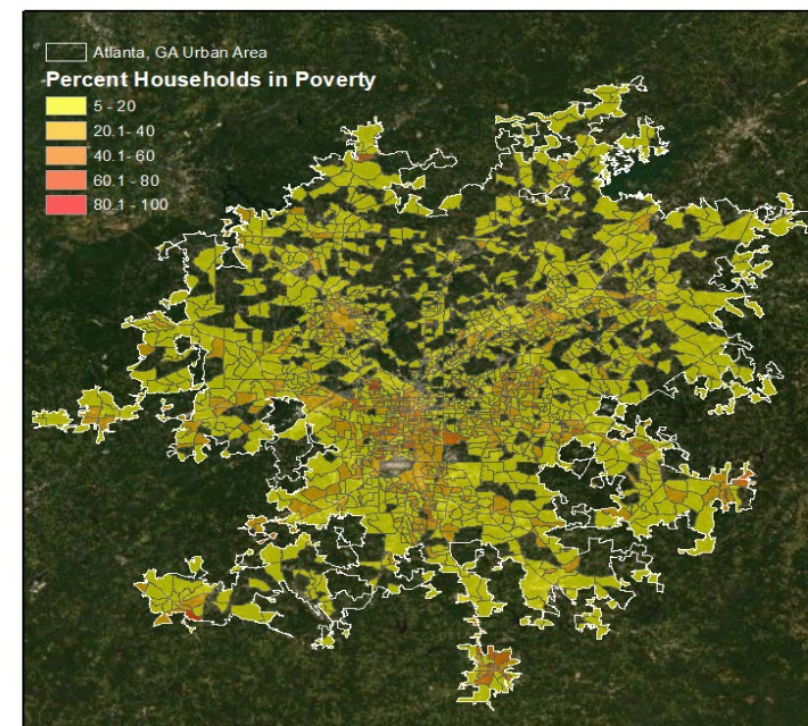 Atlanta, GA Urban Area
Percent Households in Poverty
5 - 20
20.1- 40
40.1- 60
60.1 - 80
80.1 - 100